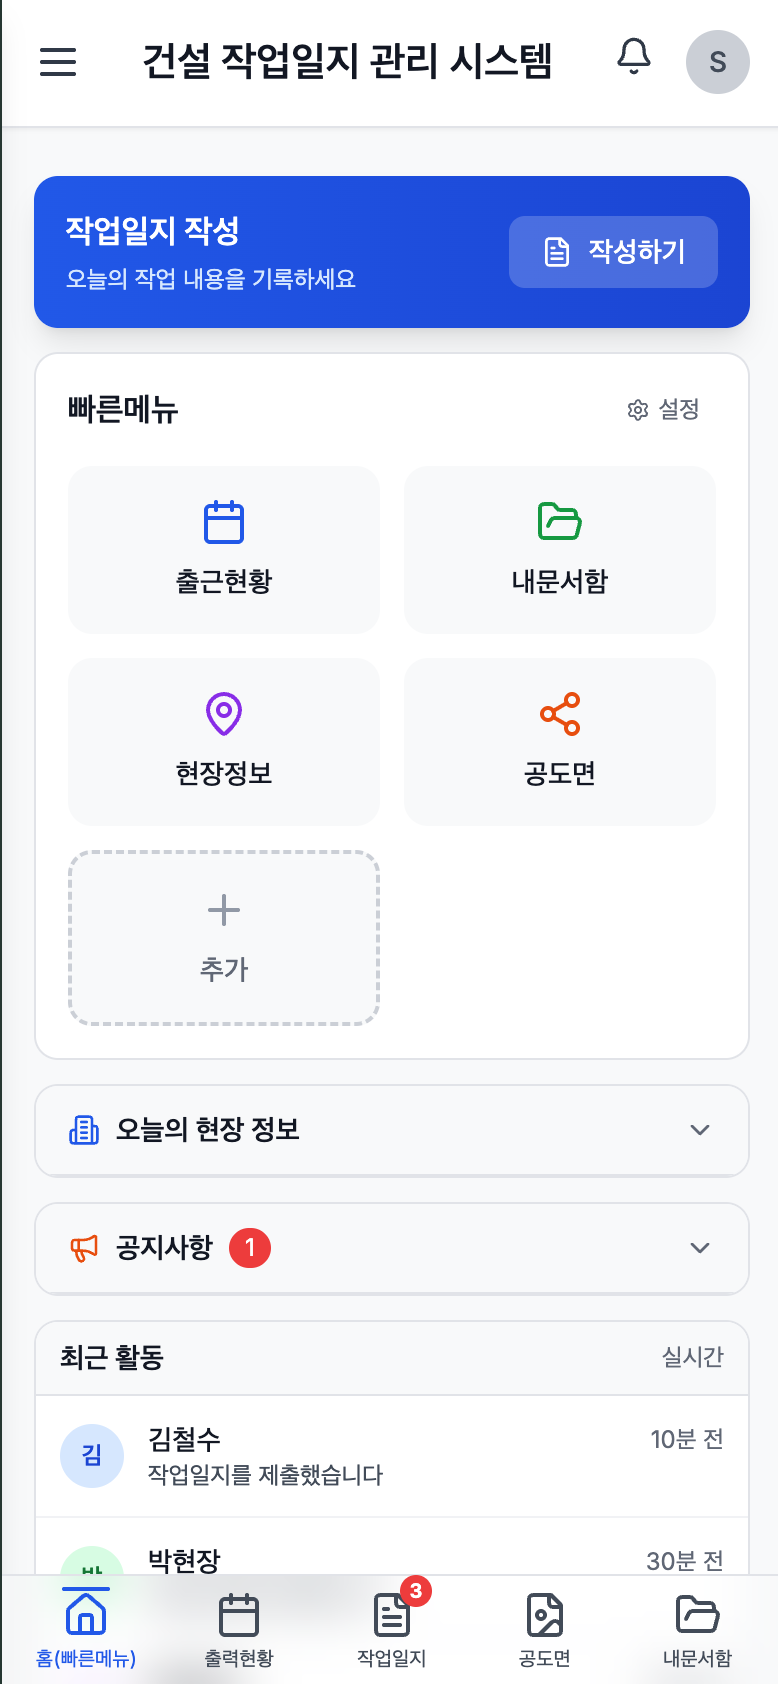 건설 작업일지 관리 시스템
S
작업일지 작성
오늘의 작업 내용을 기록하세요
작성하기
빠른메뉴
설정
출근현황
내문서함
현장정보
공도면
추가
오늘의 현장 정보
공지사항
1
최근 활동
실시간
김
김철수
10분 전
작업일지를 제출했습니다
박
박현장
30분 전
홈(빠른메뉴)
출력현황
3
작업일지
공도면
내문서함